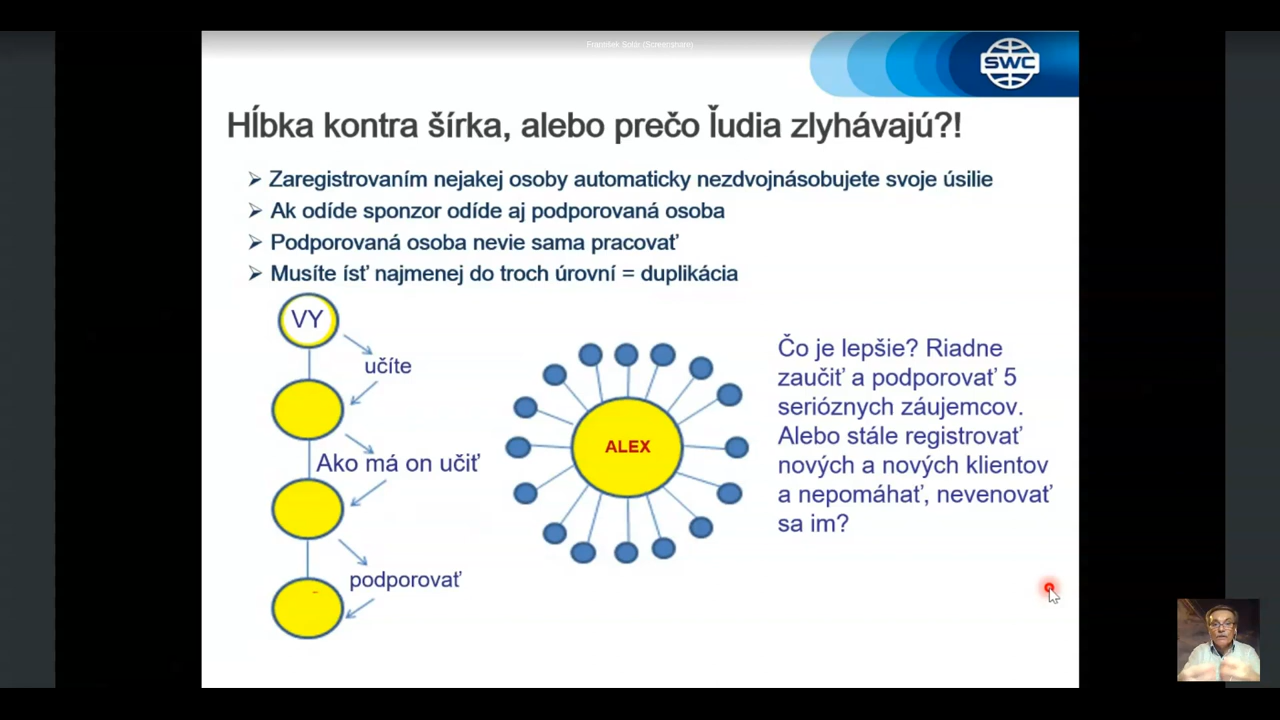 František Solár (Screenshare)
SWC
Hĺbka kontra šírka, alebo prečo ľudia zlyhávajú?!
Zaregistrovaním nejakej osoby automaticky nezdvojnásobujete svoje úsilie
Ak odíde sponzor odíde aj podporovaná osoba
Podporovaná osoba nevie sama pracovať
Musíte ísť najmenej do troch úrovní = duplikácia
VY
učíte
Ako má on učiť
podporovať
ALEX
Čo je lepšie? Riadne
zaučiť a podporovať 5
serióznych záujemcov.
Alebo stále registrovať
nových a nových klientov
a nepomáhať, nevenovať
sa im?